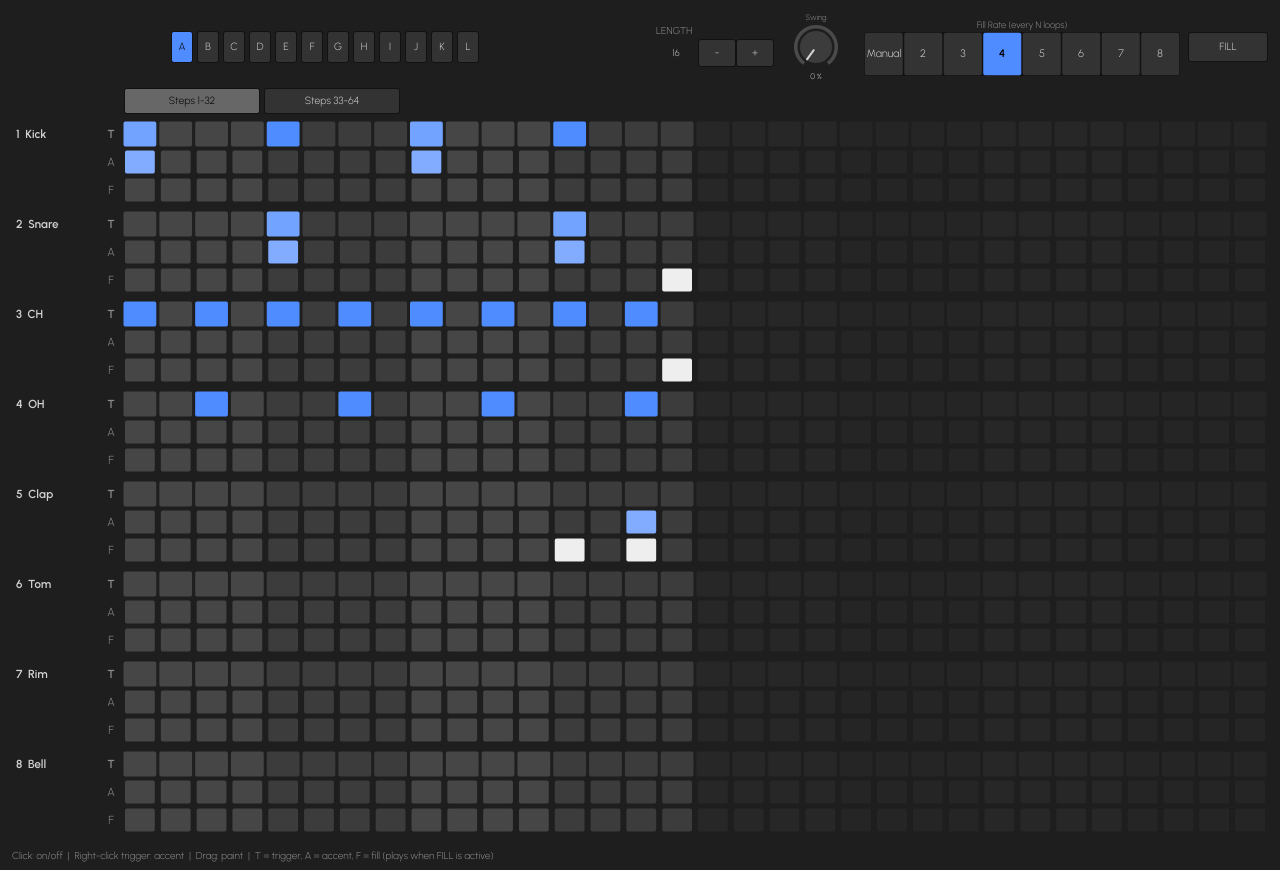 Swing
Fill Rate (every N loops)
LENGTH
A B C D E F G H I J K L
16 - +
Manual 2 3 4 5 6 7 8 FILL
0 %
Steps 1-32 Steps 33-64
1 Kick T
A
F
2 Snare T
A
F
3 CH T
A
F
4 OH T
A
F
5 Clap T
A
F
6 Tom T
A
F
7 Rim T
A
F
8 Bell T
A
F
Click: on/off | Right-click trigger: accent | Drag: paint | T = trigger, A = accent, F = fill (plays when FILL is active)